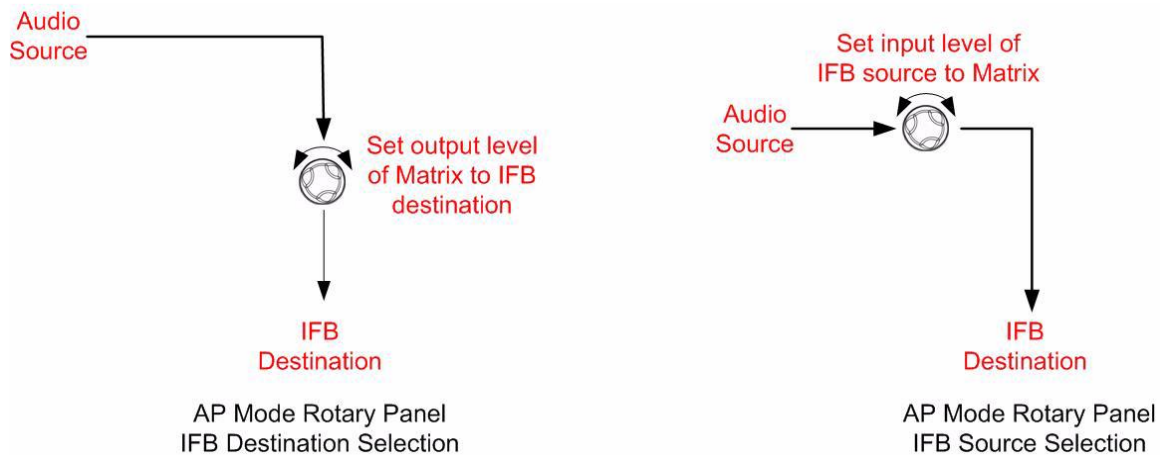 Audio
Source
Set output level
of Matrix to IFB
destination
IFB
Destination
AP Mode Rotary Panel
IFB Destination Selection
Set input level of
IFB source to Matrix
Audio
Source
IFB
Destination
AP Mode Rotary Panel
IFB Source Selection